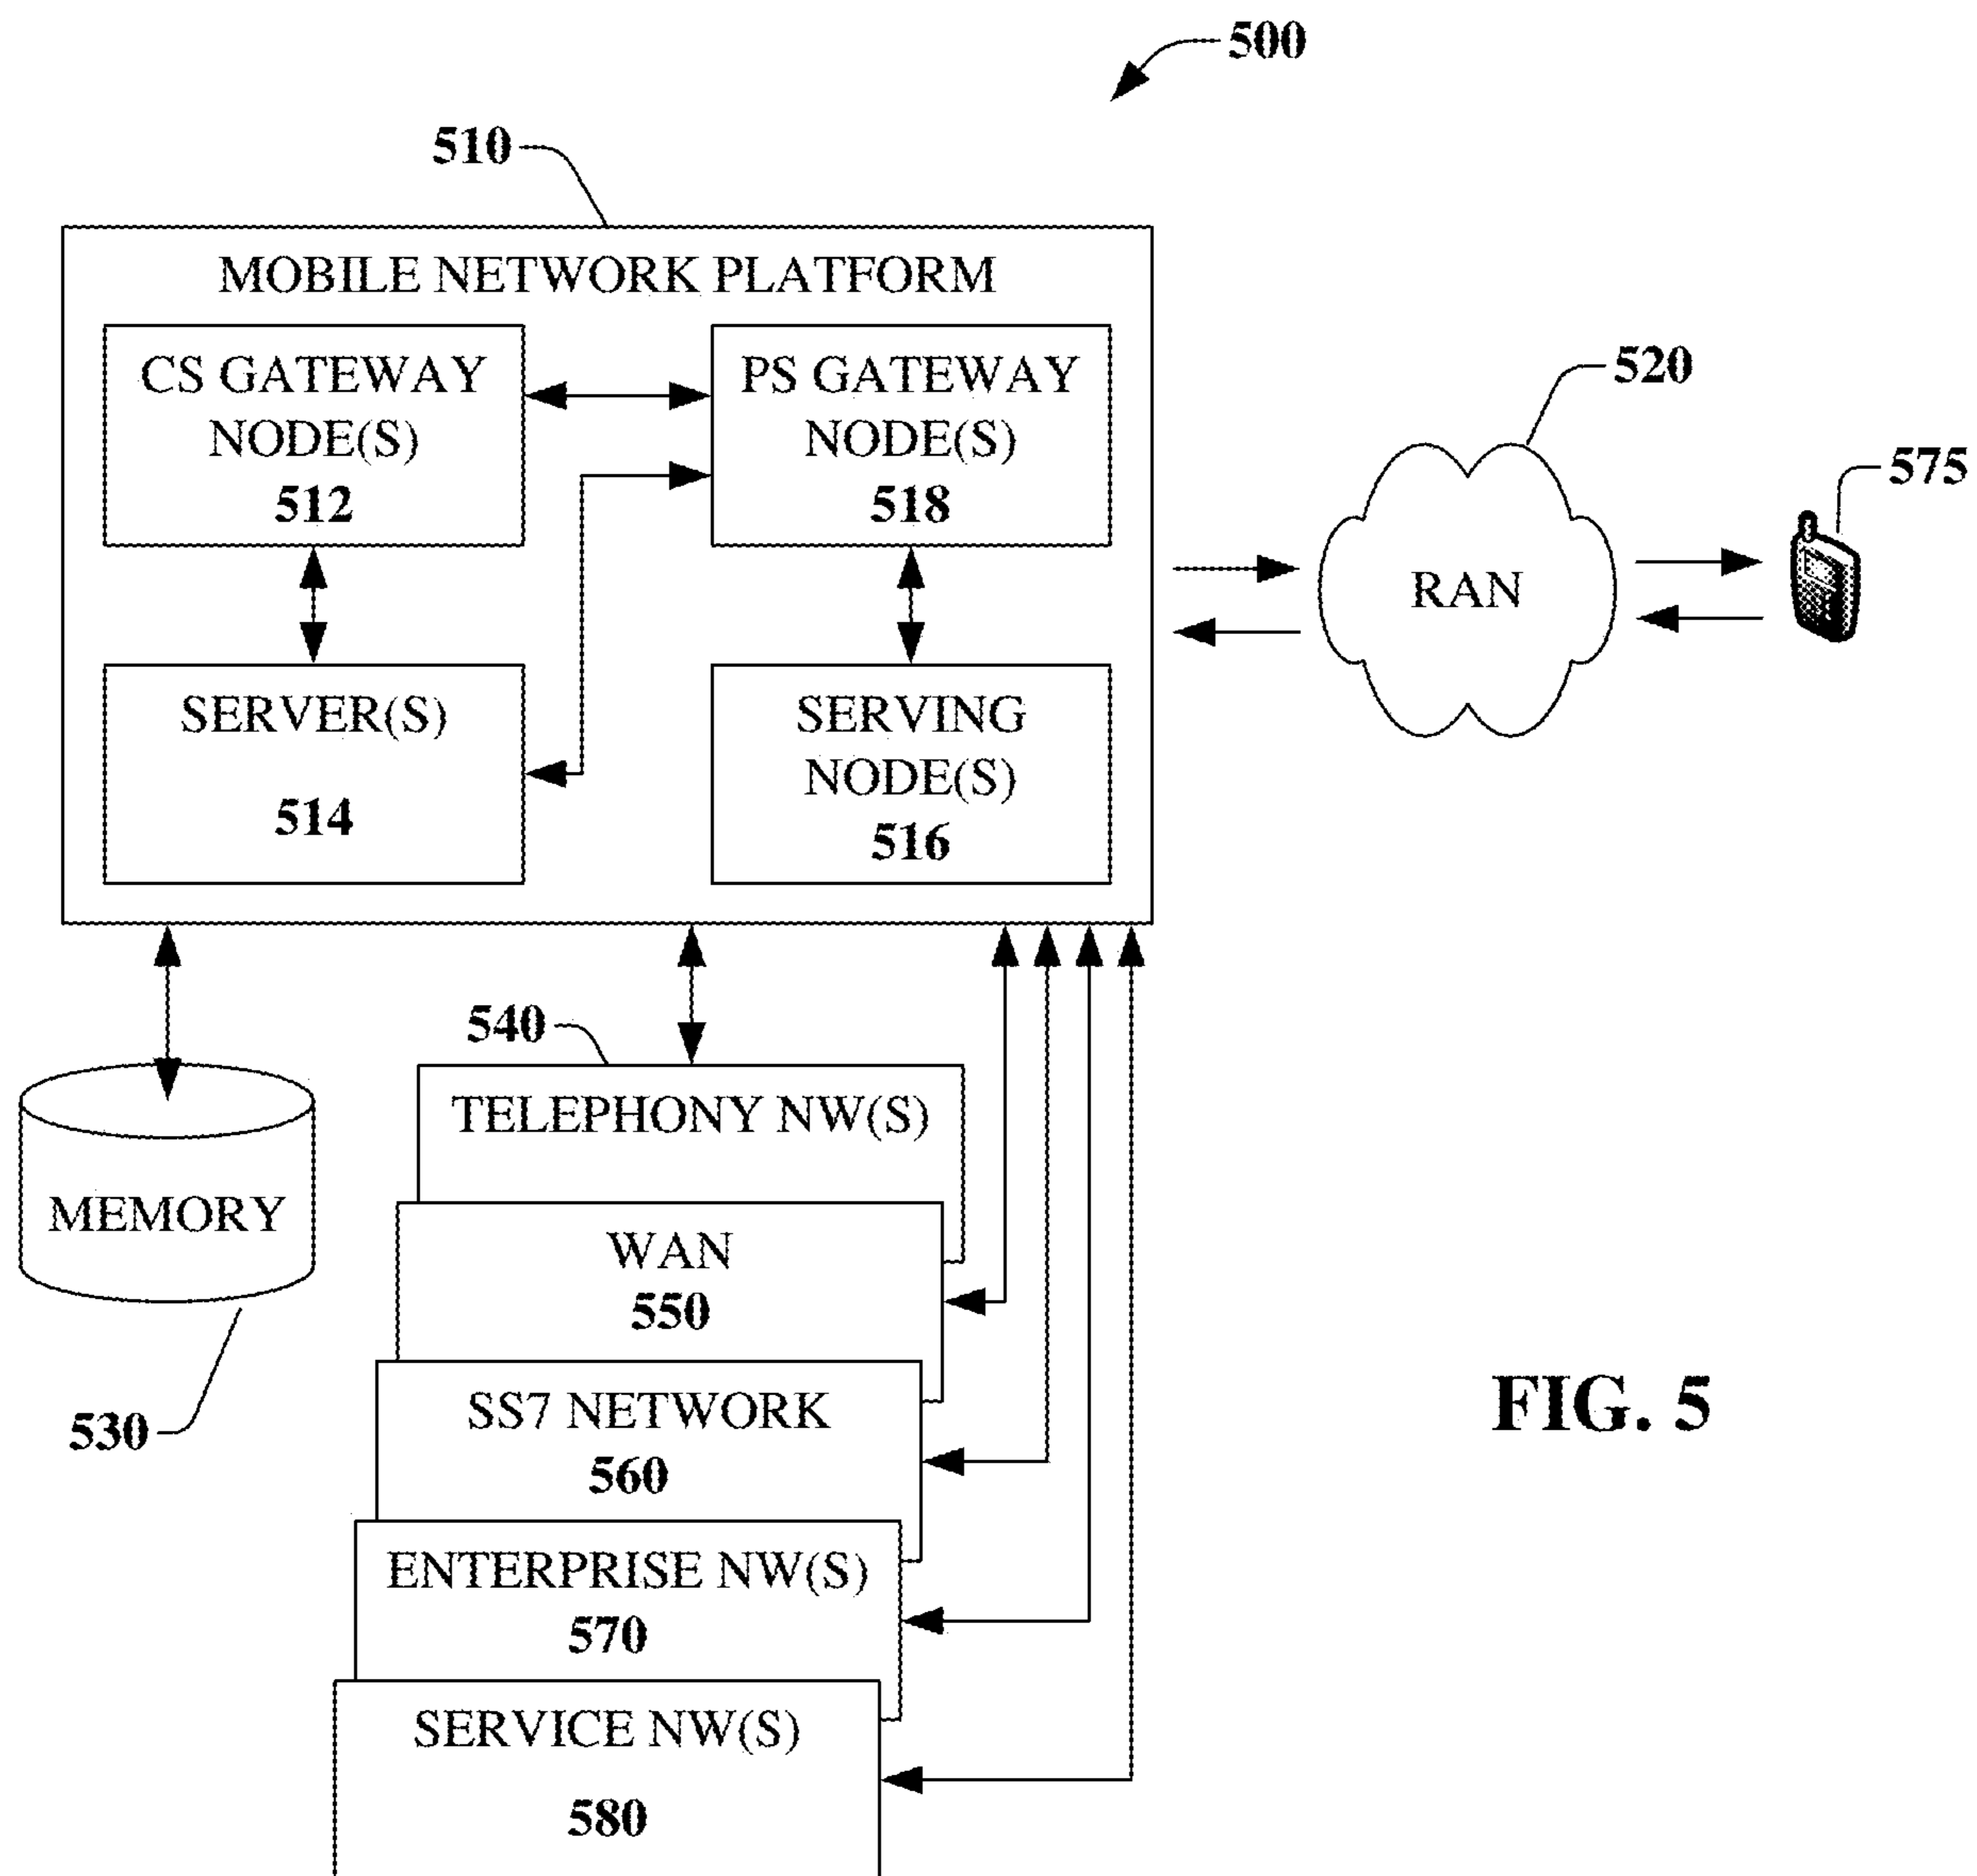 500
510
MOBILE NETWORK PLATFORM
CS GATEWAY
NODE(S)
512
PS GATEWAY
NODE(S)
518
SERVER(S)
514
SERVING
NODE(S)
516
520
RAN
575
540
TELEPHONY NW(S)
MEMORY
530
WAN
550
SS7 NETWORK
560
ENTERPRISE NW(S)
570
SERVICE NW(S)
580
FIG. 5